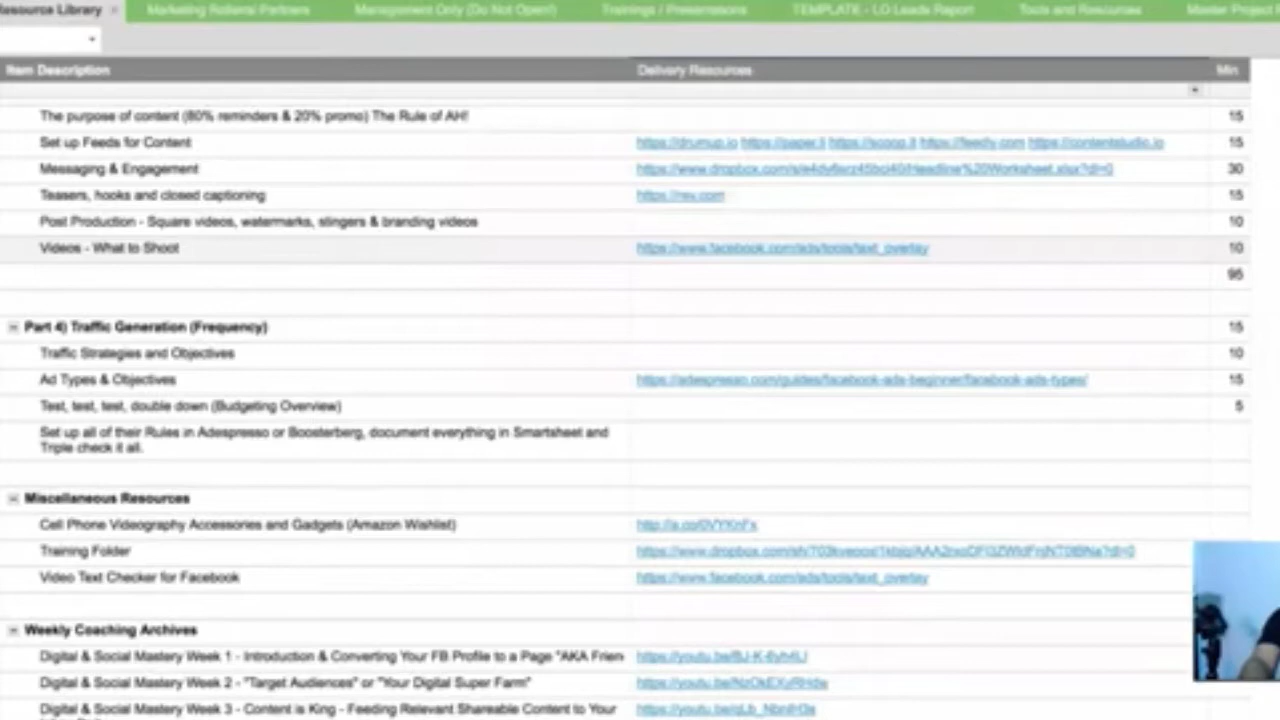 Resource Library
Marketing Referral Partners
Management Only (Do Not Open!)
Trainings / Presentations
TEMPLATE - LO Leads Report
Tools and Resources
Master Project
Item Description
Delivery Resources
Min
The purpose of content (80% reminders & 20% promo) The Rule of AH!
15
Set up Feeds for Content
https://drumup.io https://paper.li https://scoop.it https://feedly.com https://contentstudio.io
15
Messaging & Engagement
30
Teasers, hooks and closed captioning
https://rev.com
15
Post Production - Square videos, watermarks, stingers & branding videos
10
Videos - What to Shoot
https://www.facebook.com/ads/tools/text_overlay
10
95
Part 4) Traffic Generation (Frequency)
15
Traffic Strategies and Objectives
10
Ad Types & Objectives
https://adespresso.com/guides/facebook-ads-beginner/facebook-ads-types/
15
Test, test, test, double down (Budgeting Overview)
5
Set up all of their Rules in Adespresso or Boosterberg, document everything in Smartsheet and
Triple check it all.
Miscellaneous Resources
Cell Phone Videography Accessories and Gadgets (Amazon Wishlist)
Training Folder
Video Text Checker for Facebook
https://www.facebook.com/ads/tools/text_overlay
Weekly Coaching Archives
Digital & Social Mastery Week 1 - Introduction & Converting Your FB Profile to a Page "AKA Frien
Digital & Social Mastery Week 2 - "Target Audiences" or "Your Digital Super Farm"
Digital & Social Mastery Week 3 - Content is King - Feeding Relevant Shareable Content to Your